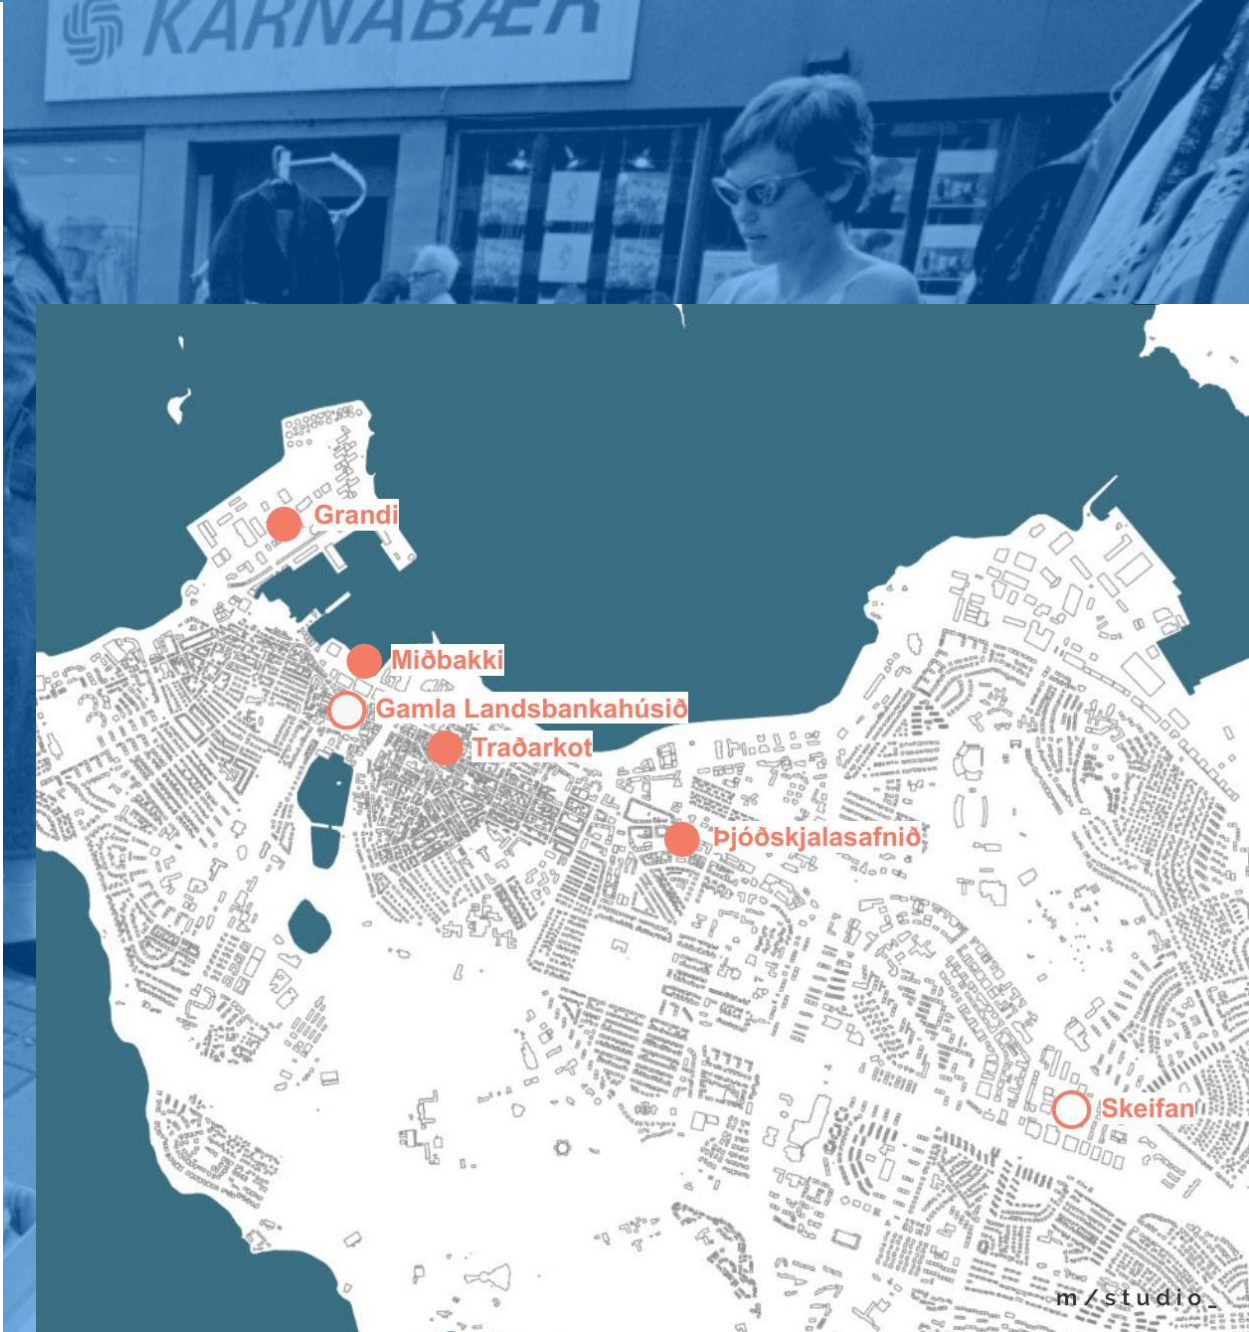 KARNABÆR
Grandi
Miðbakki
Gamla Landsbankahúsið
Traðarkot
Þjóðskjalasafnið
Skeifan
m/studio_